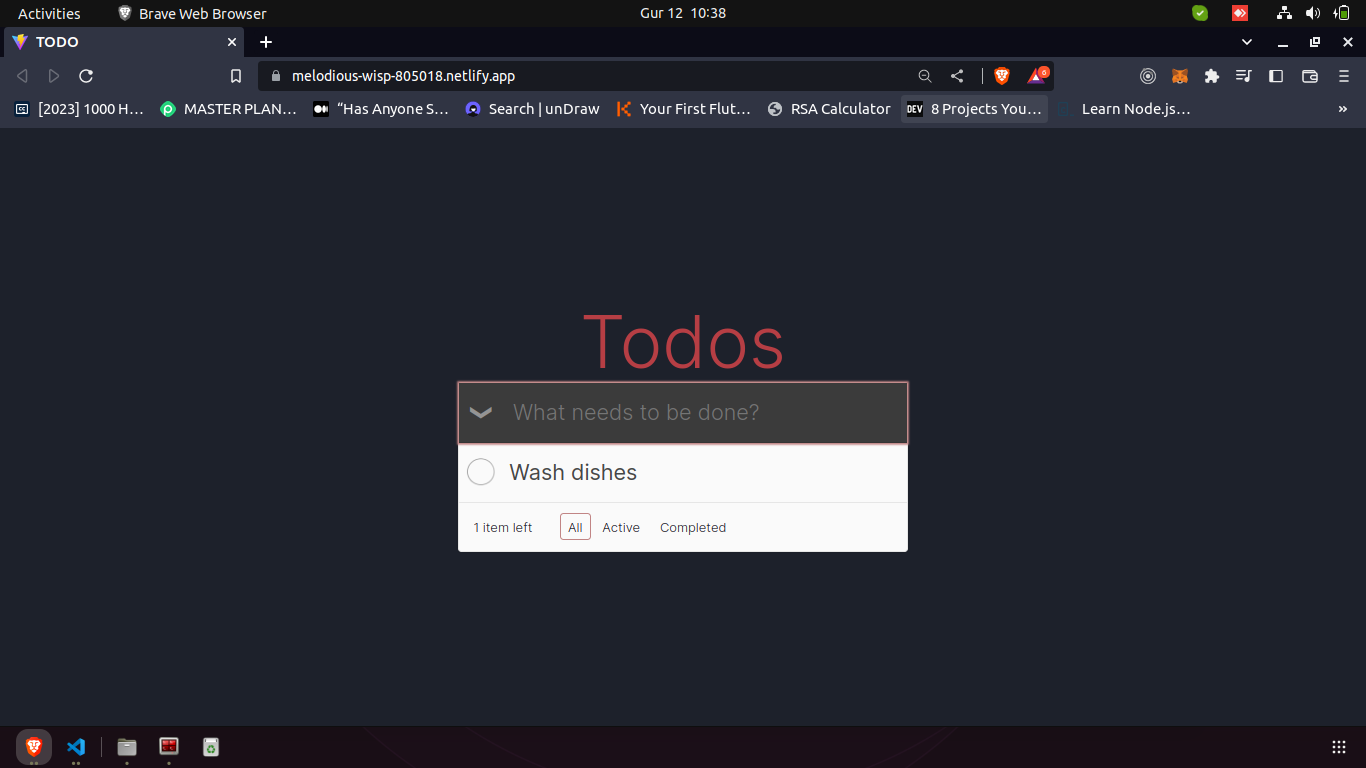 Activities Brave Web Browser Gur 12 10:38
TODO
melodious-wisp-805018.netlify.app 6
[2023] 1000 H… MASTER PLAN… “Has Anyone S… Search | unDraw Your First Flut… RSA Calculator DEV 8 Projects You… Learn Node.js… »
Todos
What needs to be done?
Wash dishes
1 item left All Active Completed